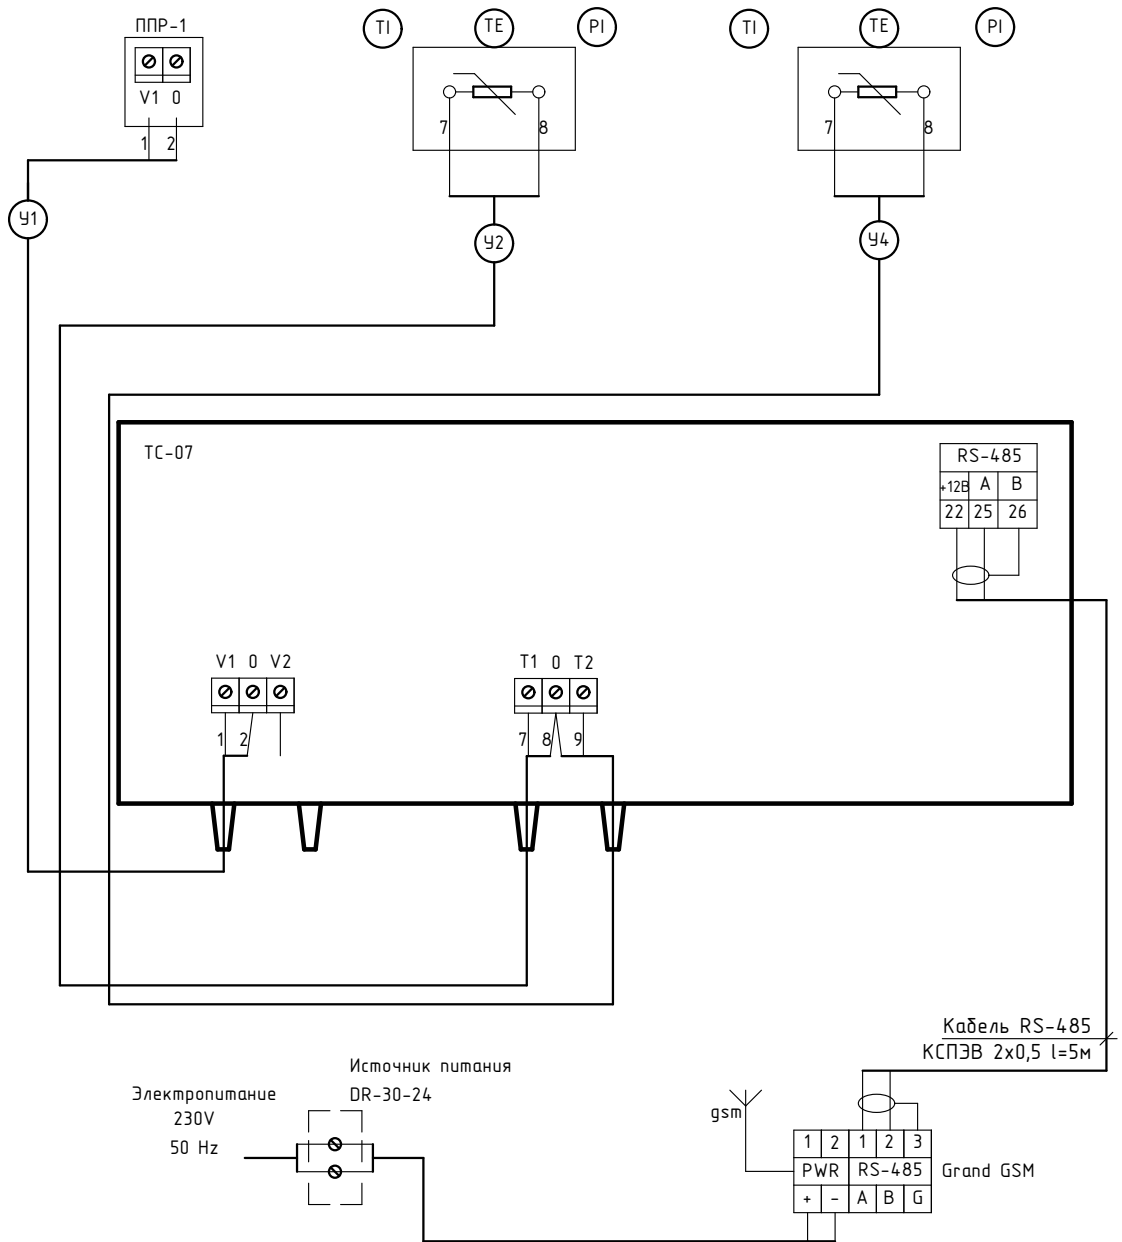 ППР-1
V1 0
1 2
TI TE PI
7 8
TI TE PI
7 8
У1
У2
У4
TC-07
RS-485
+12В A B
22 25 26
V1 0 V2
1 2
T1 0 T2
7 8 9
Кабель RS-485
КСПЭВ 2x0,5 l=5м
Электропитание
230V
50 Hz
Источник питания
DR-30-24
gsm
1 2 1 2 3
PWR RS-485
+ - A B G
Grand GSM